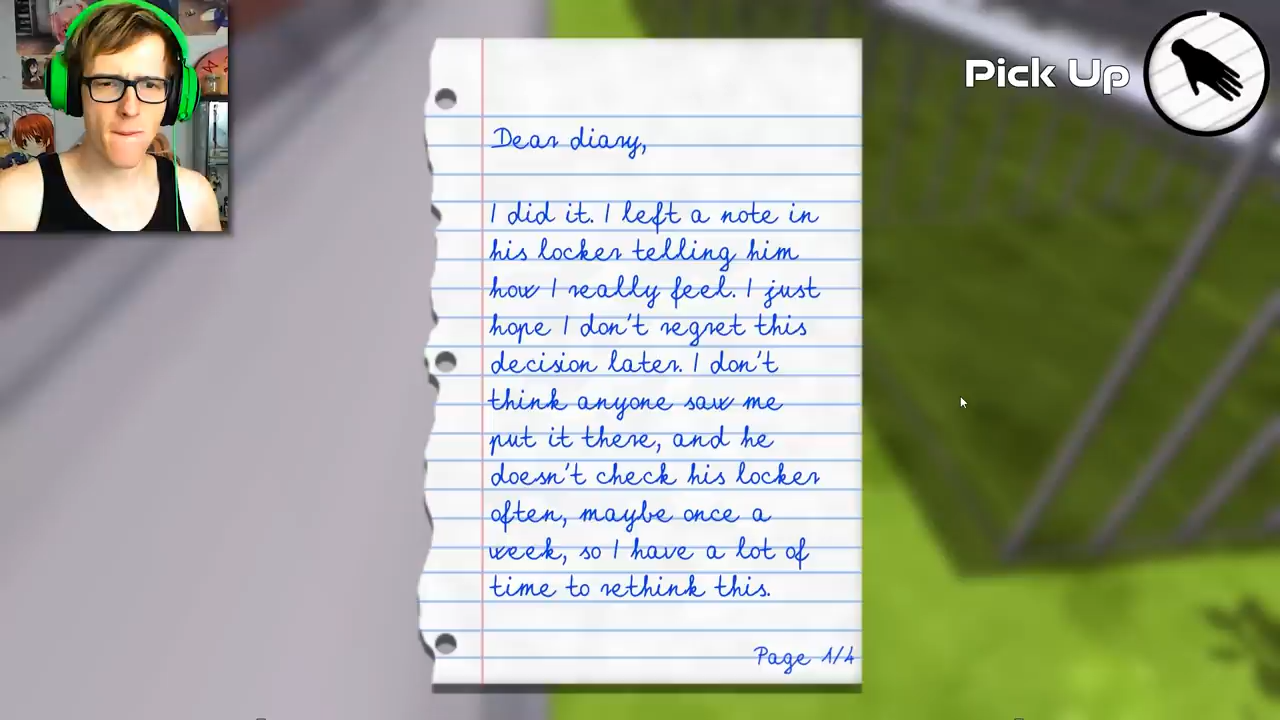 Pick Up
Dear diary,
I did it. I left a note in
his locker telling him
how I really feel. I just
hope I don't regret this
decision later. I don't
think anyone saw me
put it there, and he
doesn't check his locker
often, maybe once a
week, so I have a lot of
time to rethink this.
Page 1/4